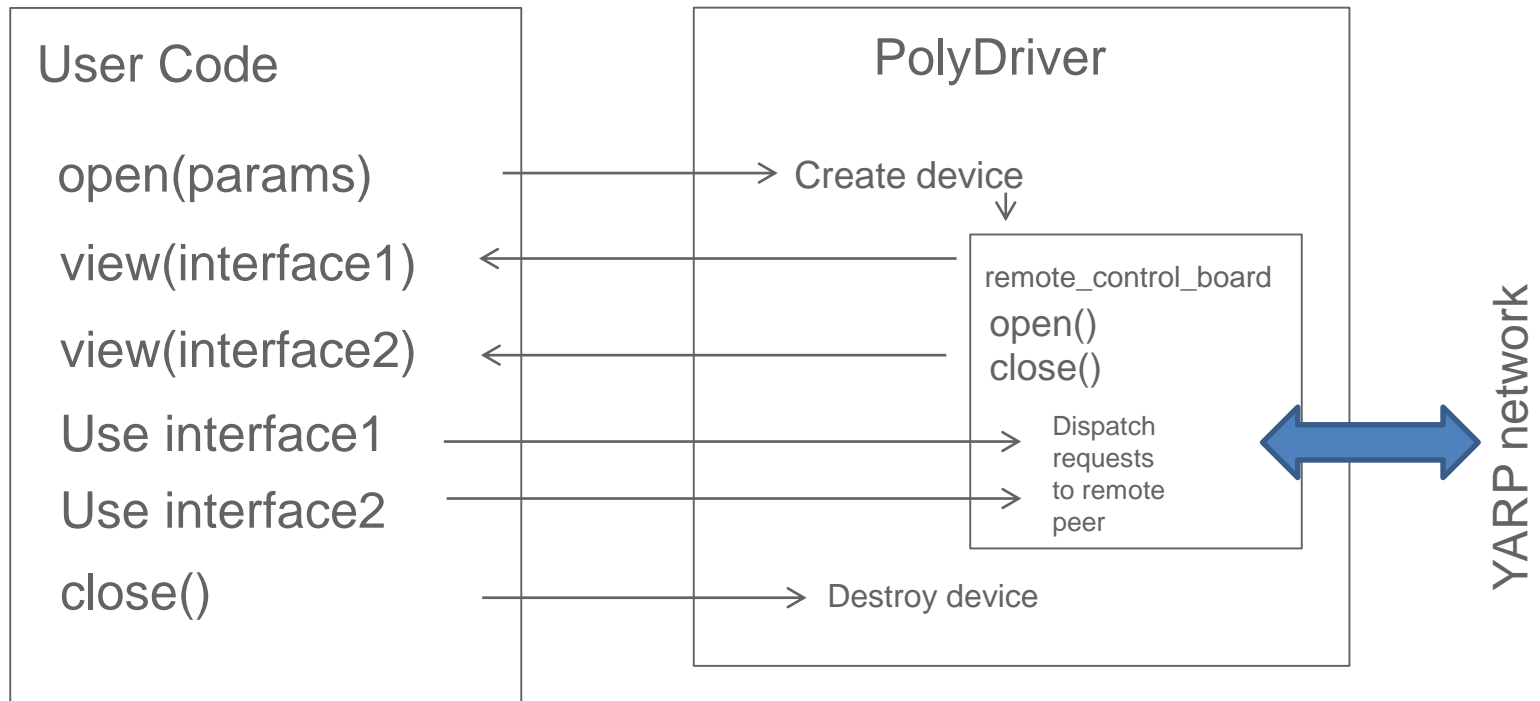 User Code
open(params)
view(interface1)
view(interface2)
Use interface1
Use interface2
close()
PolyDriver
Create device
remote_control_board
open()
close()
Dispatch
requests
to remote
peer
Destroy device
YARP network